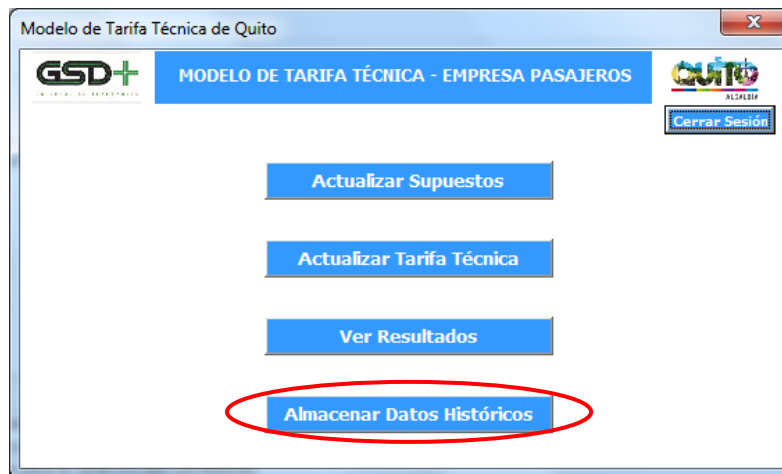 Modelo de Tarifa Técnica de Quito
GSD+
MODELO DE TARIFA TÉCNICA - EMPRESA PASAJEROS
QUITO
ALCALDÍA
Cerrar Sesión
Actualizar Supuestos
Actualizar Tarifa Técnica
Ver Resultados
Almacenar Datos Históricos